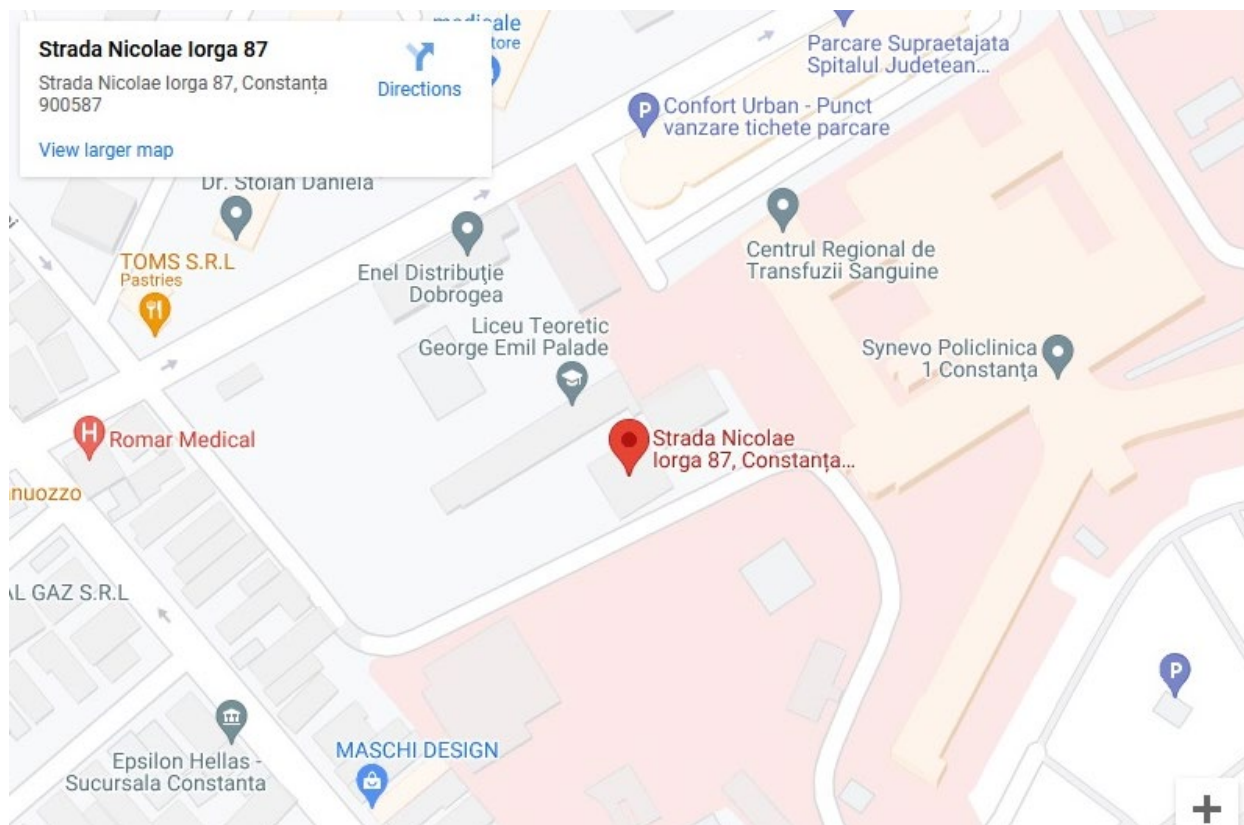 Strada Nicolae Iorga 87
Strada Nicolae Iorga 87, Constanța
900587
Directions
View larger map
medicale
Parcare Supraetajata
Spitalul Judetean...
P
Confort Urban - Punct
vanzare tichete parcare
Dr. Stoian Daniela
TOMS S.R.L
Pastries
Enel Distribuție
Dobrogea
Centrul Regional de
Transfuzii Sanguine
Liceu Teoretic
George Emil Palade
Synevo Policlinica
1 Constanța
H
Romar Medical
Strada Nicolae
Iorga 87, Constanța...
nuozzo
AL GAZ S.R.L
P
Epsilon Hellas -
Sucursala Constanta
MASCHI DESIGN
+